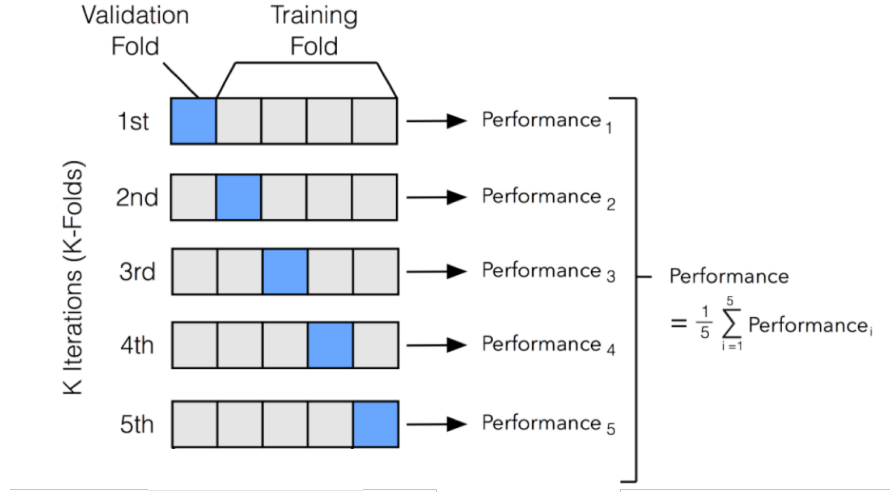 Validation
Fold
Training
Fold
K Iterations (K-Folds)
1st
Performance 1
2nd
Performance 2
3rd
Performance 3
4th
Performance 4
5th
Performance 5
Performance
= 1/5 5 ∑ i=1 Performance i